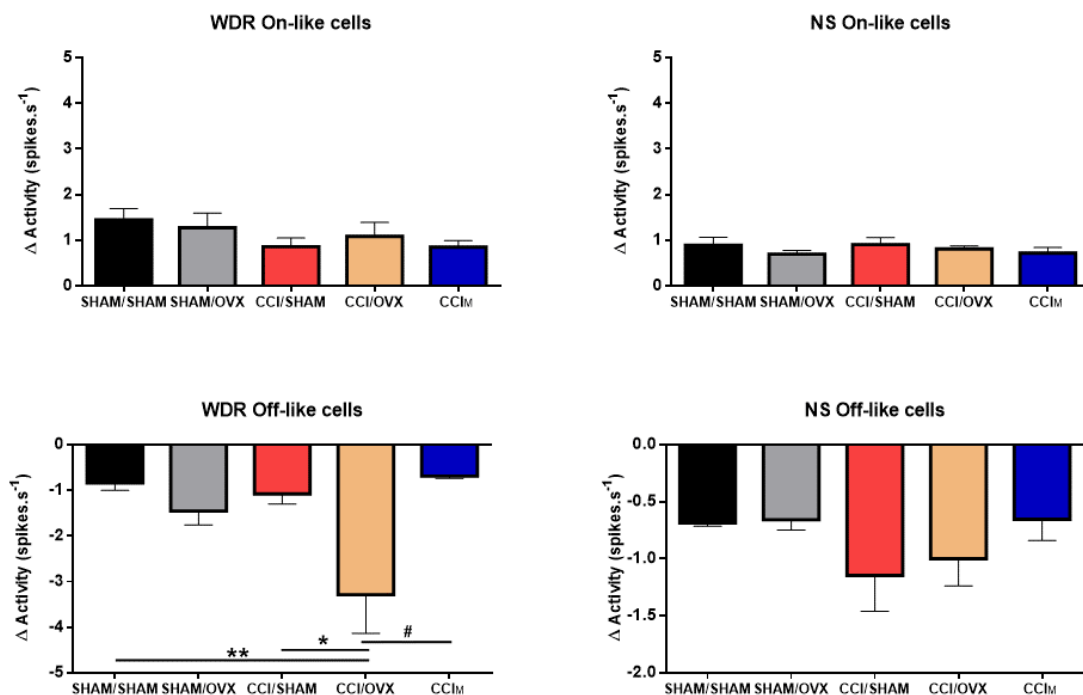 WDR On-like cells
5
4
3
2
1
0
Δ Activity (spikes.s⁻¹)
SHAM/SHAM SHAM/OVX CCI/SHAM CCI/OVX CCIM
NS On-like cells
5
4
3
2
1
0
Δ Activity (spikes.s⁻¹)
SHAM/SHAM SHAM/OVX CCI/SHAM CCI/OVX CCIM
WDR Off-like cells
0
-1
-2
-3
-4
-5
Δ Activity (spikes.s⁻¹)
** * #
SHAM/SHAM SHAM/OVX CCI/SHAM CCI/OVX CCIM
NS Off-like cells
0.0
-0.5
-1.0
-1.5
-2.0
Δ Activity (spikes.s⁻¹)
SHAM/SHAM SHAM/OVX CCI/SHAM CCI/OVX CCIM